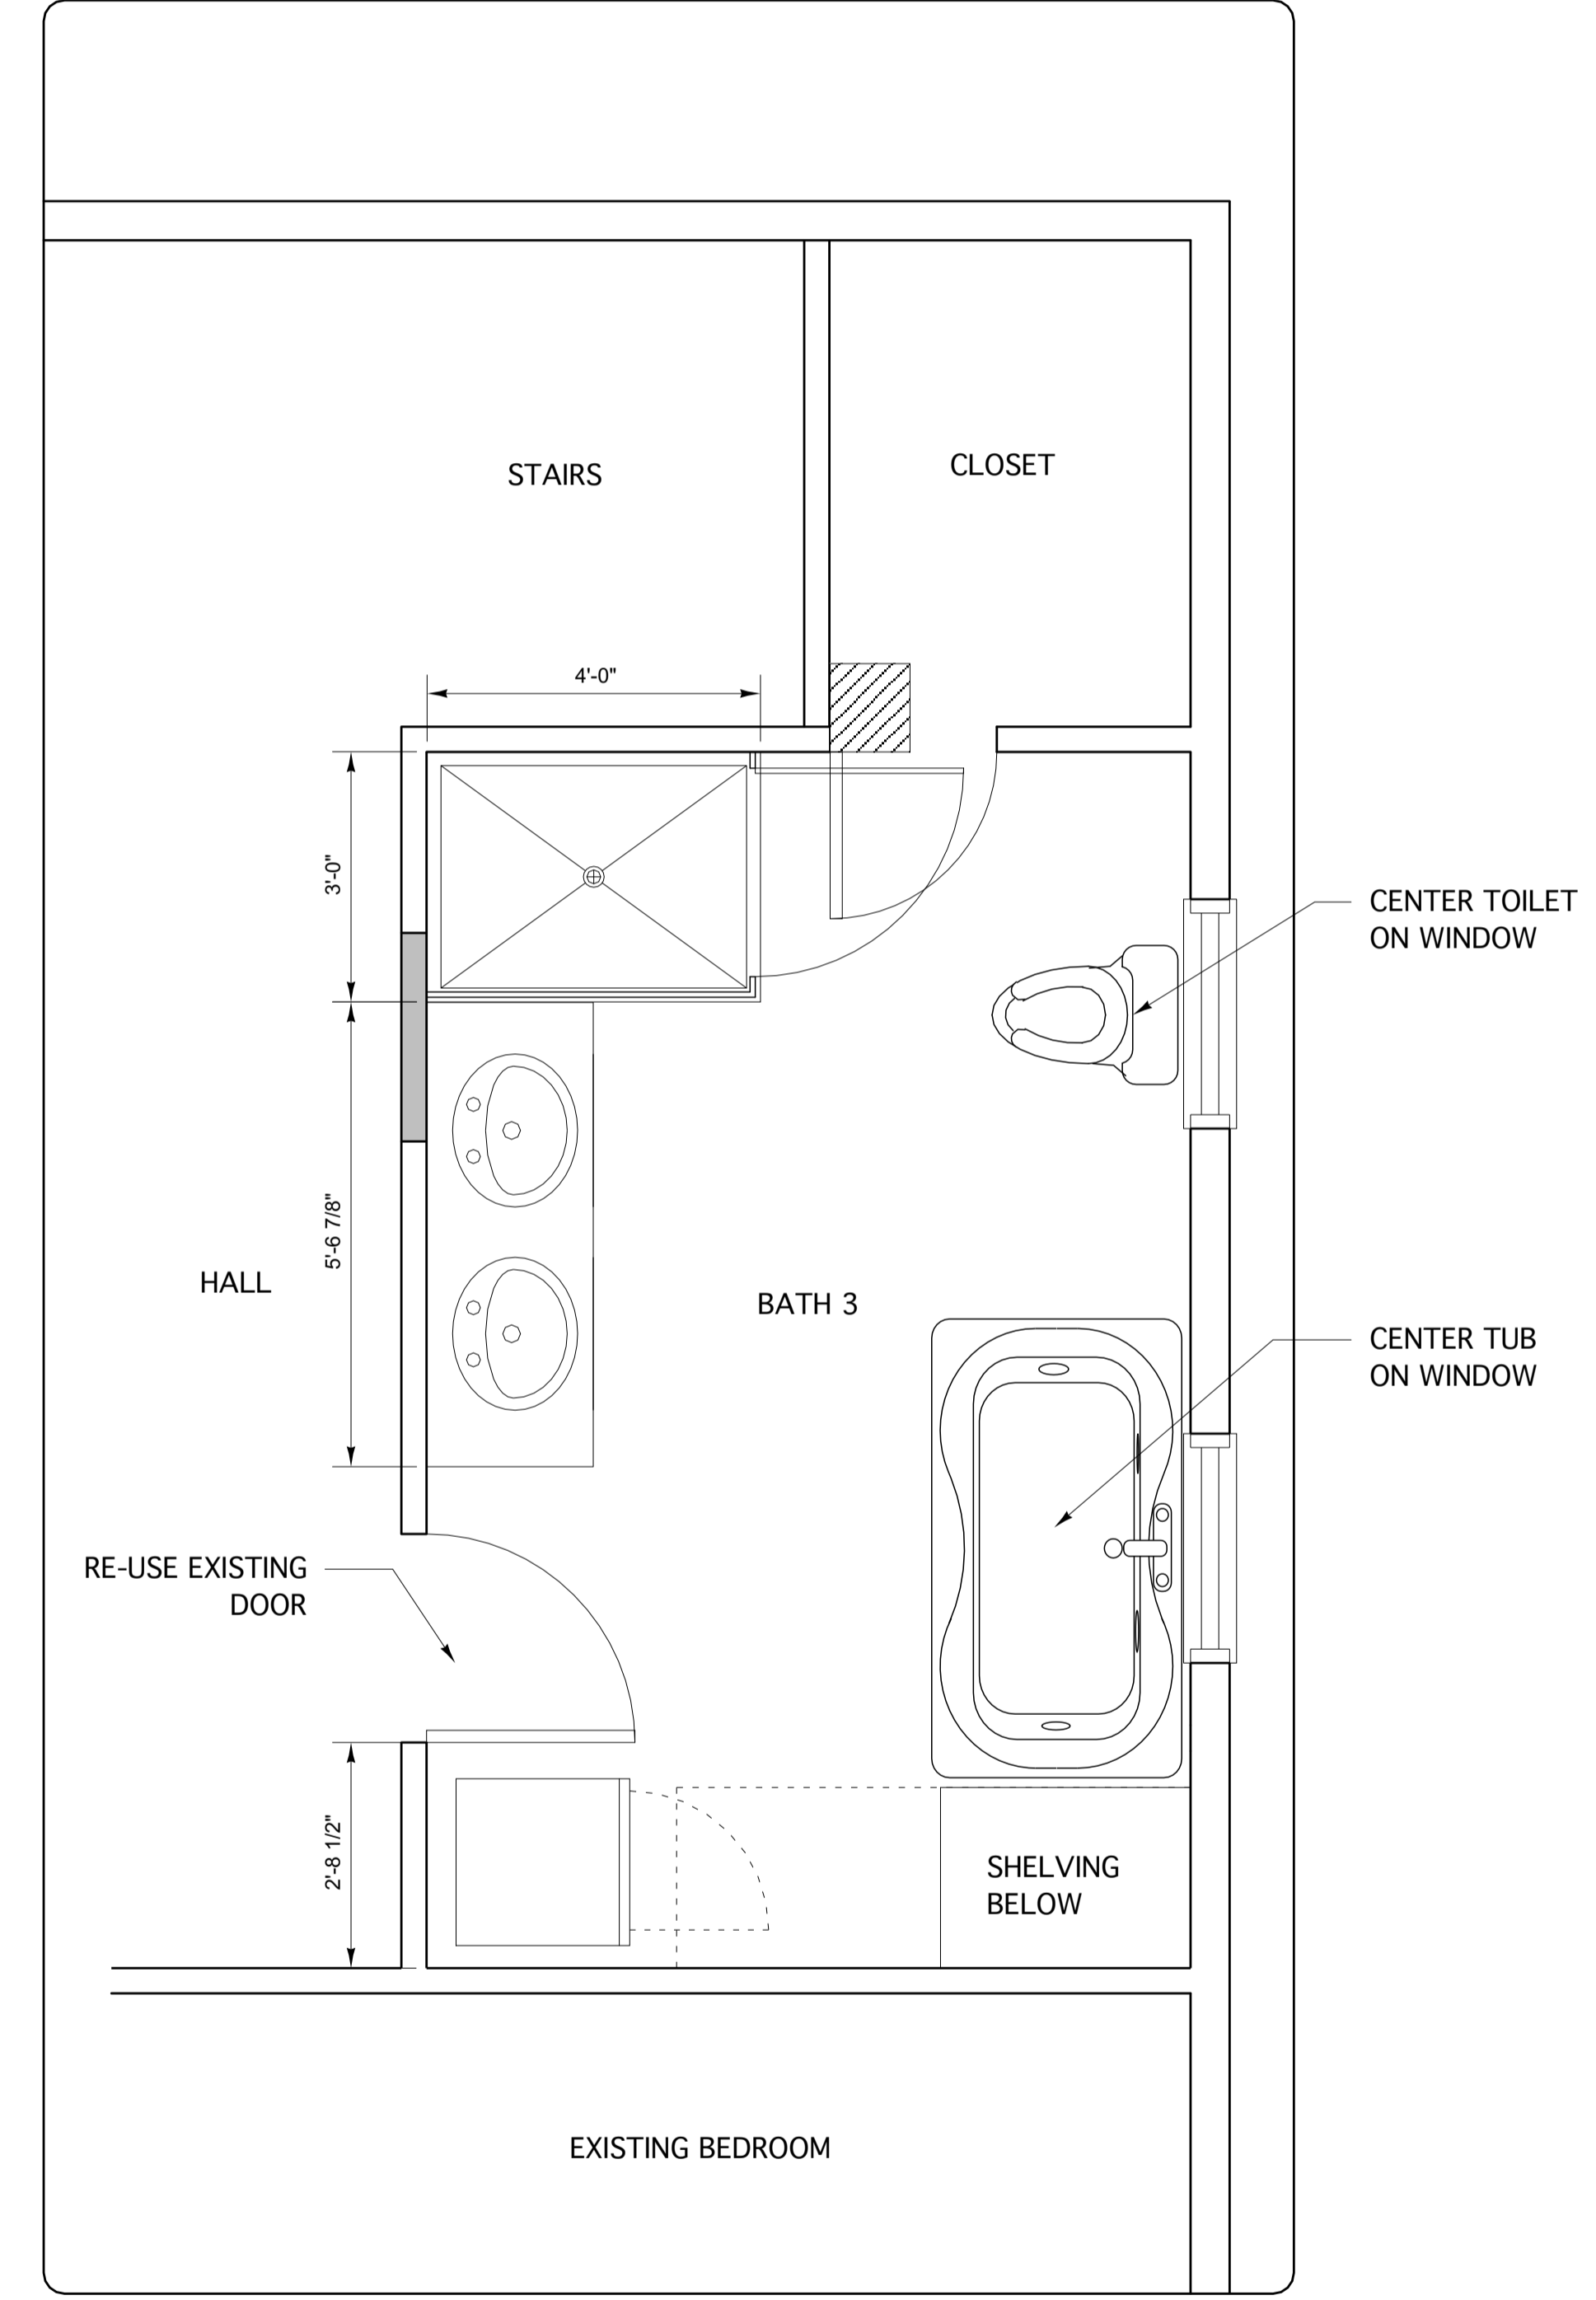 STAIRS
CLOSET
4'-0"
3'-0"
CENTER TOILET
ON WINDOW
5'-6 7/8"
HALL
BATH 3
CENTER TUB
ON WINDOW
RE-USE EXISTING
DOOR
2'-8 1/2"
SHELVING
BELOW
EXISTING BEDROOM